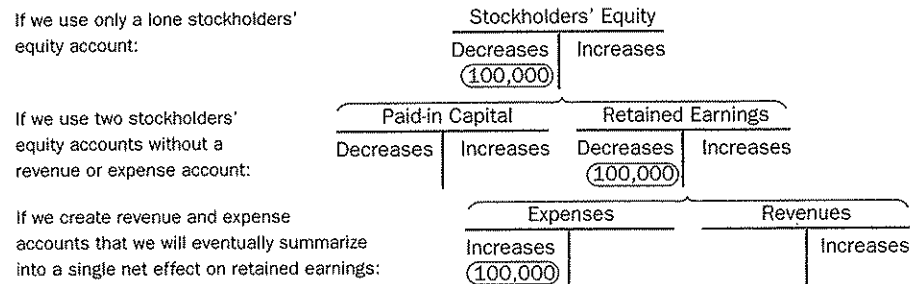 If we use only a lone stockholders'
equity account:
Stockholders' Equity
Decreases Increases
100,000
If we use two stockholders'
equity accounts without a
revenue or expense account:
Paid-in Capital Retained Earnings
Decreases Increases Decreases Increases
100,000
If we create revenue and expense
accounts that we will eventually summarize
into a single net effect on retained earnings:
Expenses Revenues
Increases Increases
100,000